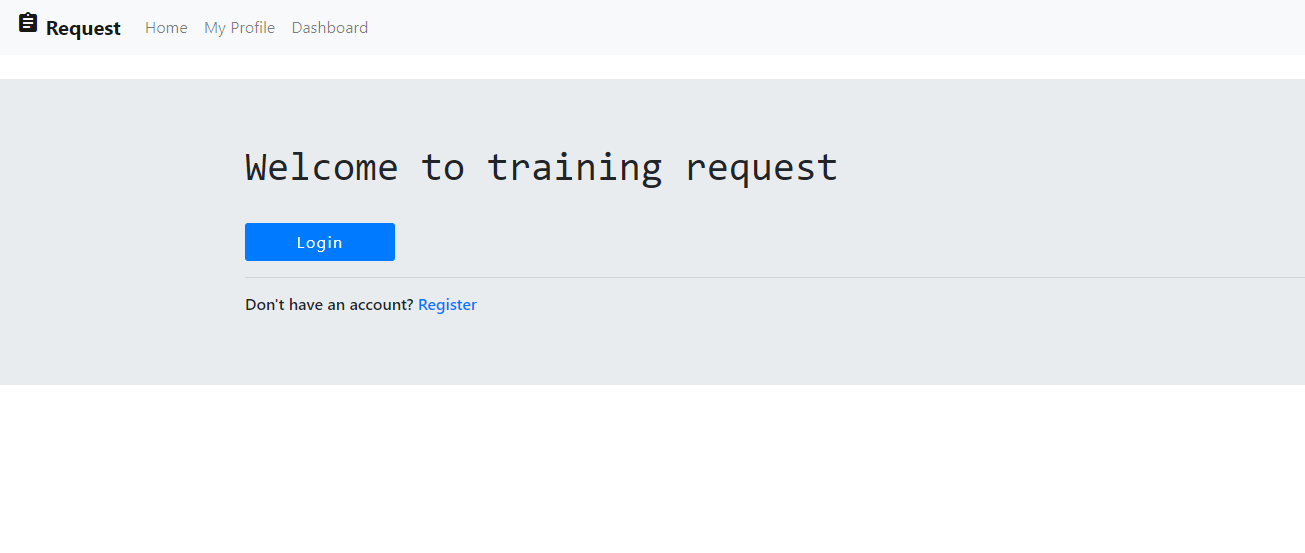 Request Home My Profile Dashboard
Welcome to training request
Login
Don't have an account? Register